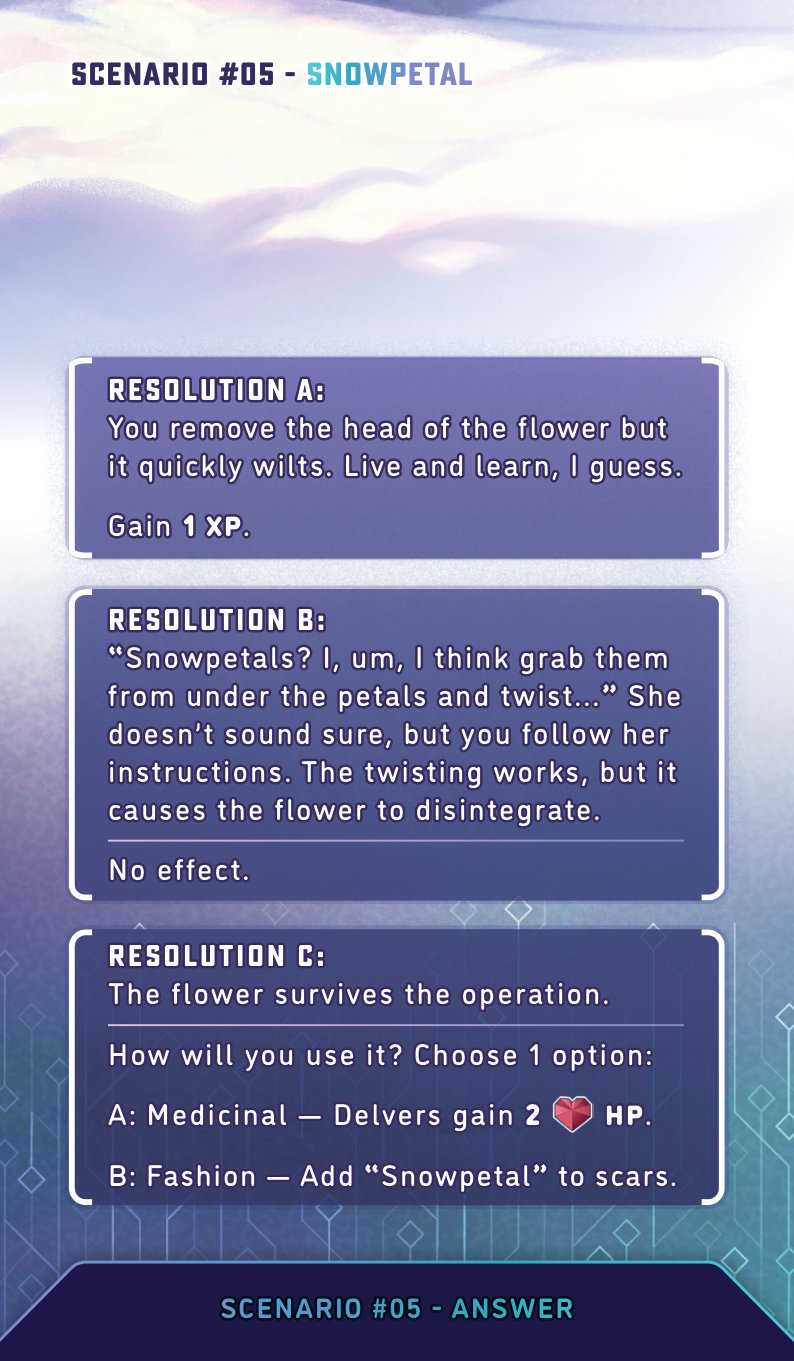 SCENARIO #05 - SNOWPETAL
RESOLUTION A:
You remove the head of the flower but
it quickly wilts. Live and learn, I guess.
Gain 1 XP.
RESOLUTION B:
“Snowpetals? I, um, I think grab them
from under the petals and twist...” She
doesn’t sound sure, but you follow her
instructions. The twisting works, but it
causes the flower to disintegrate.
No effect.
RESOLUTION C:
The flower survives the operation.
How will you use it? Choose 1 option:
A: Medicinal — Delvers gain 2 HP.
B: Fashion — Add “Snowpetal” to scars.
SCENARIO #05 - ANSWER